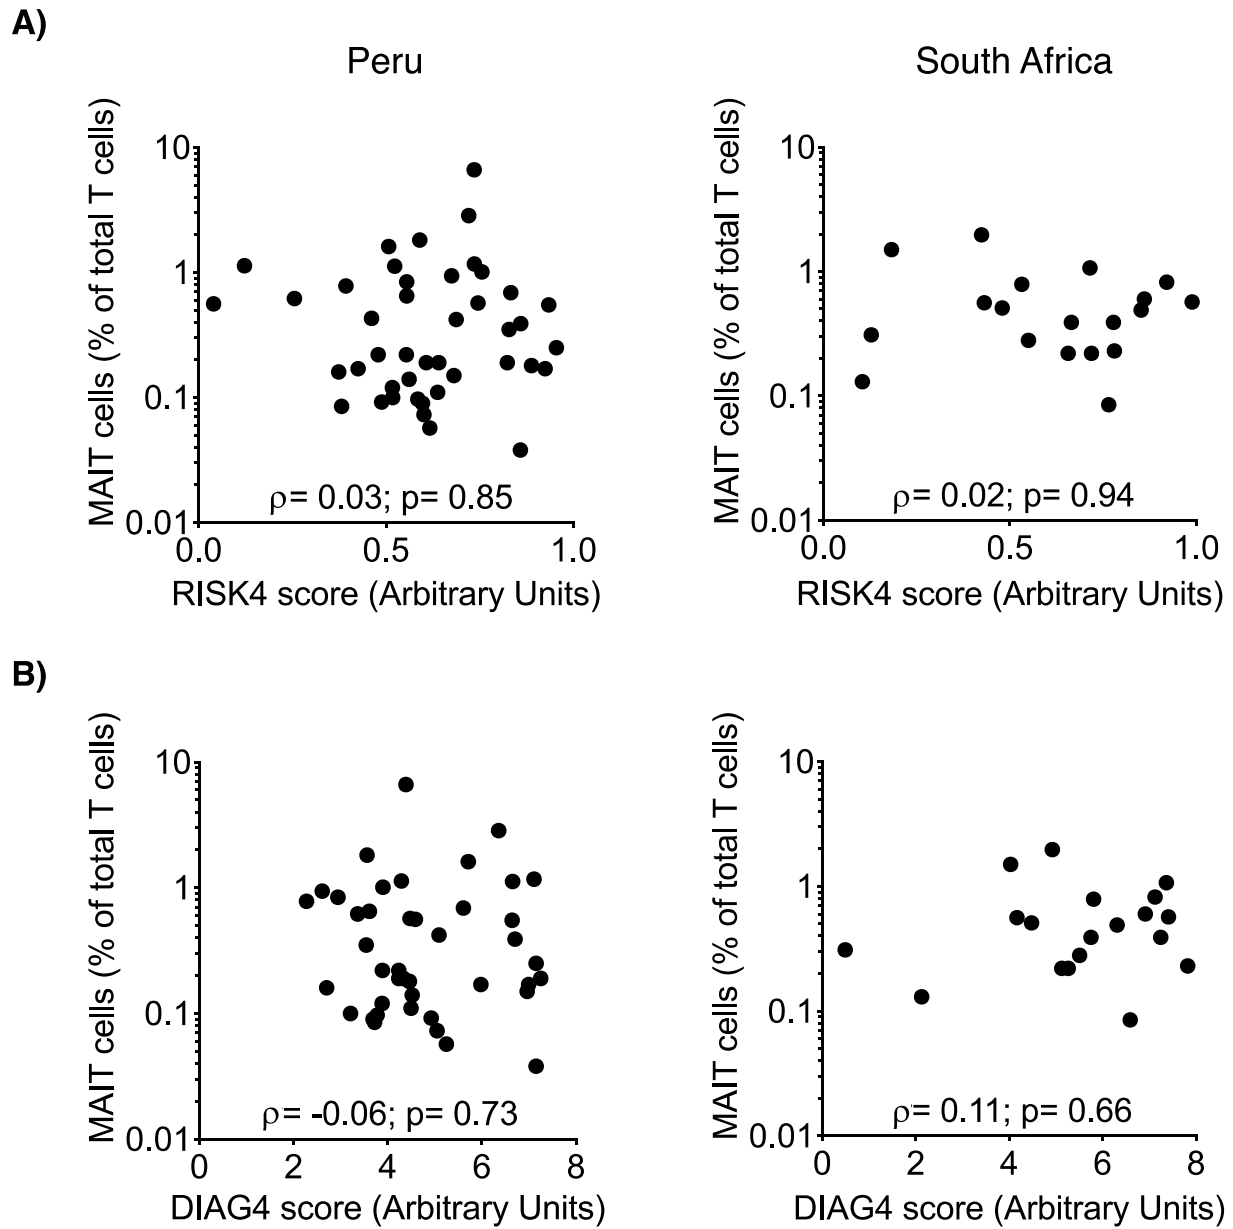 A)
Peru
South Africa
MAIT cells (% of total T cells)
10
1
0.1
0.01
ρ= 0.03; p= 0.85
0.0
0.5
1.0
RISK4 score (Arbitrary Units)
MAIT cells (% of total T cells)
10
1
0.1
0.01
ρ= 0.02; p= 0.94
0.0
0.5
1.0
RISK4 score (Arbitrary Units)
B)
MAIT cells (% of total T cells)
10
1
0.1
0.01
ρ= -0.06; p= 0.73
0
2
4
6
8
DIAG4 score (Arbitrary Units)
MAIT cells (% of total T cells)
10
1
0.1
0.01
ρ= 0.11; p= 0.66
0
2
4
6
8
DIAG4 score (Arbitrary Units)